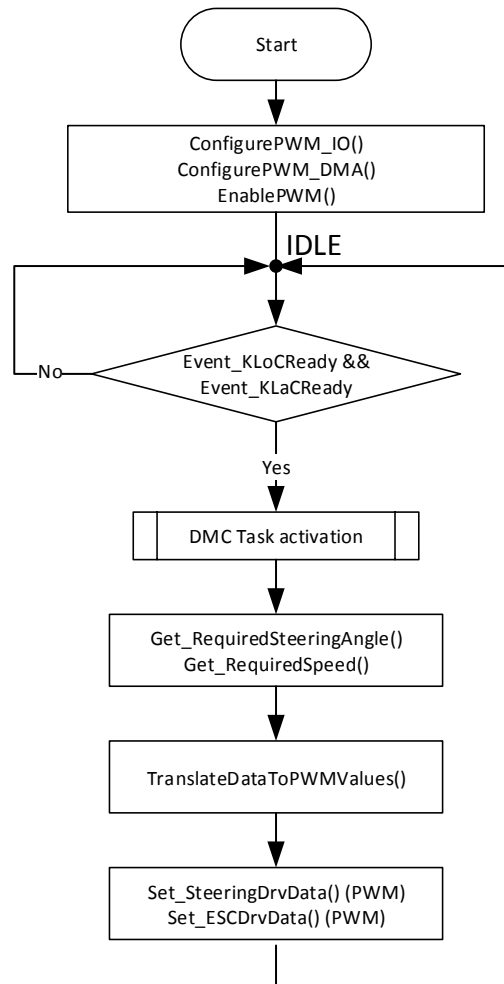 Start
ConfigurePWM_IO()
ConfigurePWM_DMA()
EnablePWM()
IDLE
Event_KLoCReady &&
Event_KLaCReady
No
Yes
DMC Task activation
Get_RequiredSteeringAngle()
Get_RequiredSpeed()
TranslateDataToPWMValues()
Set_SteeringDrvData() (PWM)
Set_ESCDrvData() (PWM)